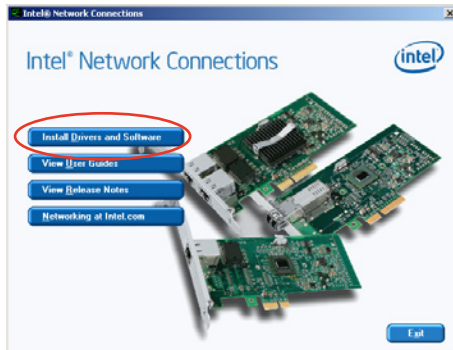 Intel® Network Connections
Intel® Network Connections
intel
Install Drivers and Software
View User Guides
View Release Notes
Networking at Intel.com
Exit